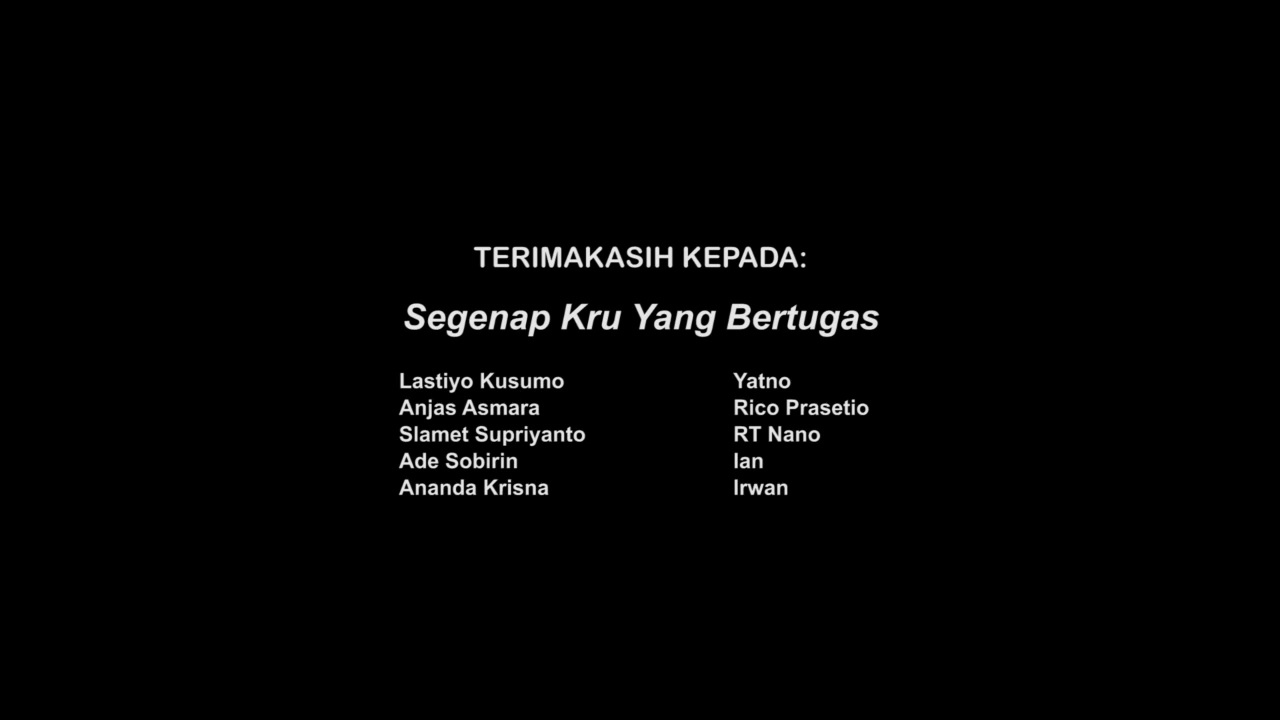 TERIMAKASIH KEPADA:
Segenap Kru Yang Bertugas
Lastiyo Kusumo
Anjas Asmara
Slamet Supriyanto
Ade Sobirin
Ananda Krisna
Yatno
Rico Prasetio
RT Nano
Ian
Irwan